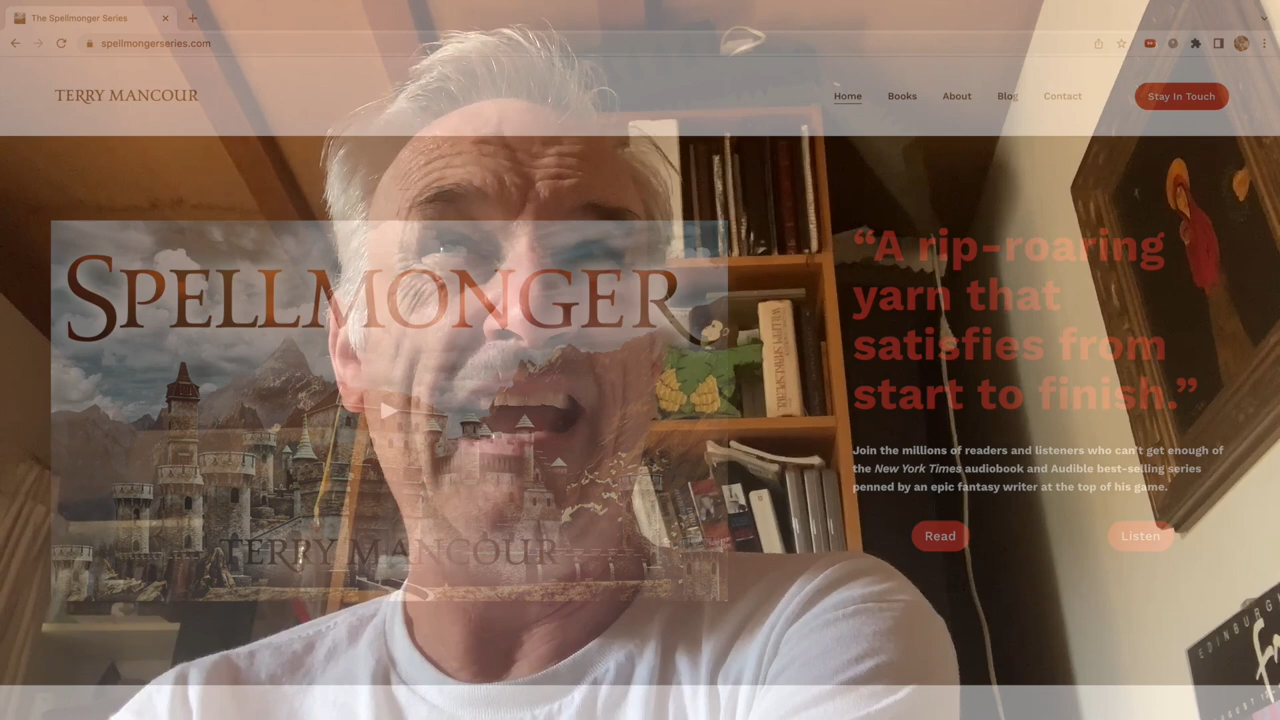 The Spellmonger Series
spellmongerseries.com
TERRY MANCOUR
Home Books About Blog Contact Stay In Touch
SPELLMONGER
TERRY MANCOUR
“A rip-roaring
yarn that
satisfies from
start to finish.”
Join the millions of readers and listeners who can't get enough of
the New York Times audiobook and Audible best-selling series
penned by an epic fantasy writer at the top of his game.
Read Listen
EDINBURGH